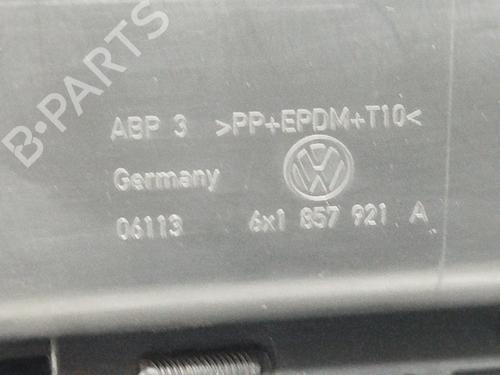 B-PARTS
ABP 3 >PP+EPDM+T10<
Germany
06113 6x1 857 921 A